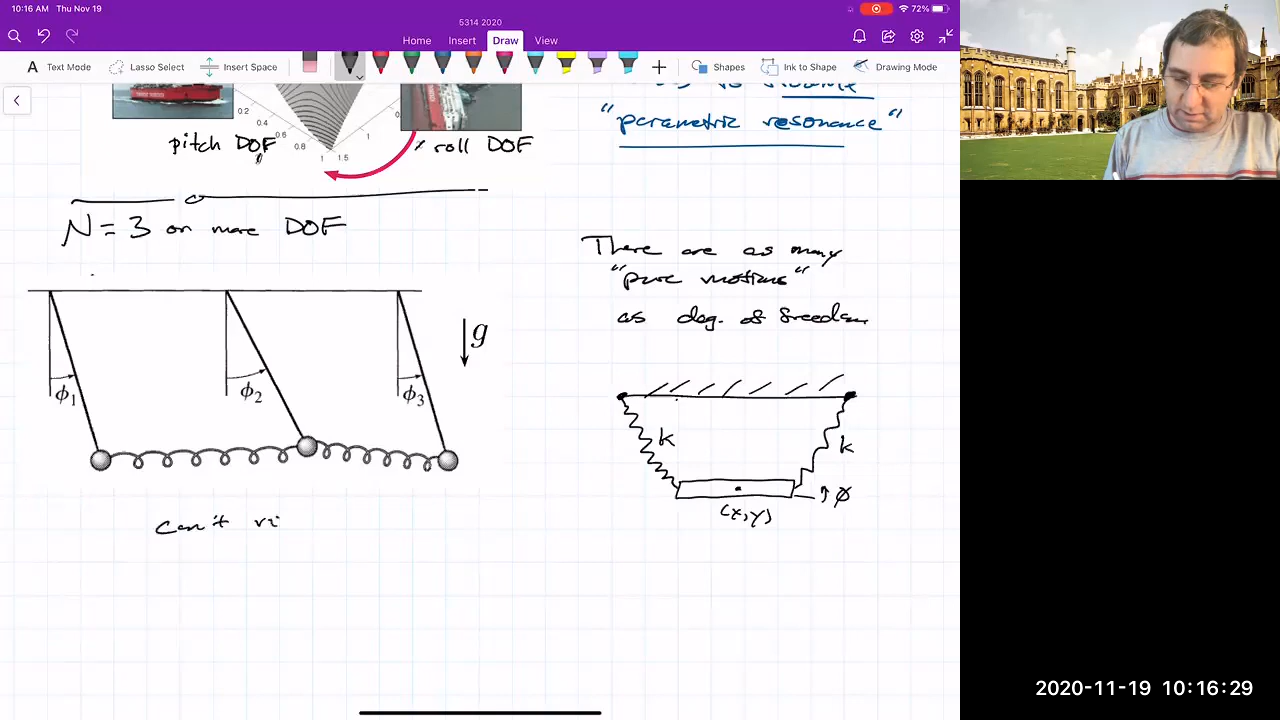 10:16 AM Thu Nov 19
72%
5314 2020
Home Insert Draw View
A Text Mode Lasso Select Insert Space Shapes Ink to Shape Drawing Mode
0.2
0.4
0.6
0.8
1
1.5
1
pitch DOF
roll DOF
"parametric resonance"
N = 3 or more DOF
There are as many
"pure motions"
as deg. of freedom
ϕ1
ϕ2
ϕ3
g
k
k
↑ϕ
(x,y)
can't
2020-11-19 10:16:29